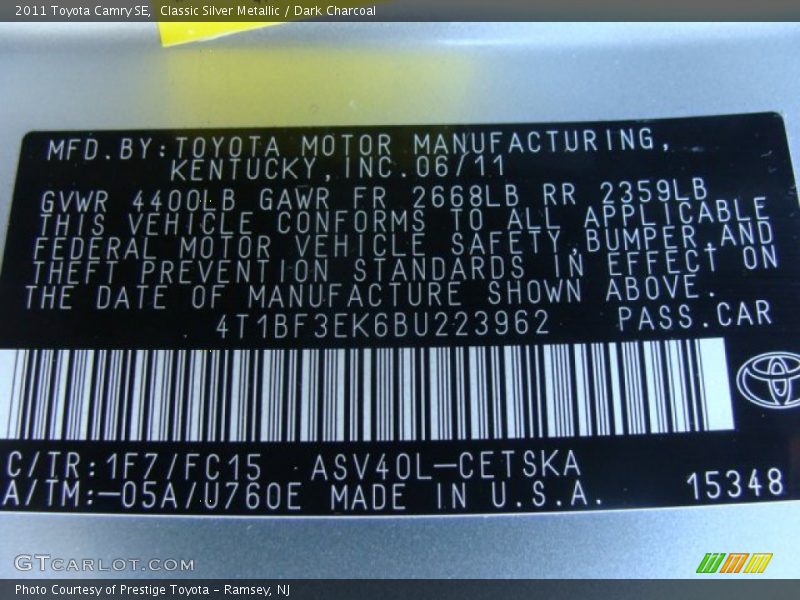 2011 Toyota Camry SE,  Classic Silver Metallic / Dark Charcoal
MFD.BY:TOYOTA MOTOR MANUFACTURING,
KENTUCKY,INC.06/11
GVWR 4400LB GAWR FR 2668LB RR 2359LB
THIS VEHICLE CONFORMS TO ALL APPLICABLE
FEDERAL MOTOR VEHICLE SAFETY,BUMPER,AND
THEFT PREVENTION STANDARDS IN EFFECT ON
THE DATE OF MANUFACTURE SHOWN ABOVE.
4T1BF3EK6BU223962 PASS.CAR
C/TR:1F7/FC15 ASV40L-CETSKA
A/TM:-05A/U760E MADE IN U.S.A. 15348
GTCARLOT.COM
Photo Courtesy of Prestige Toyota - Ramsey, NJ